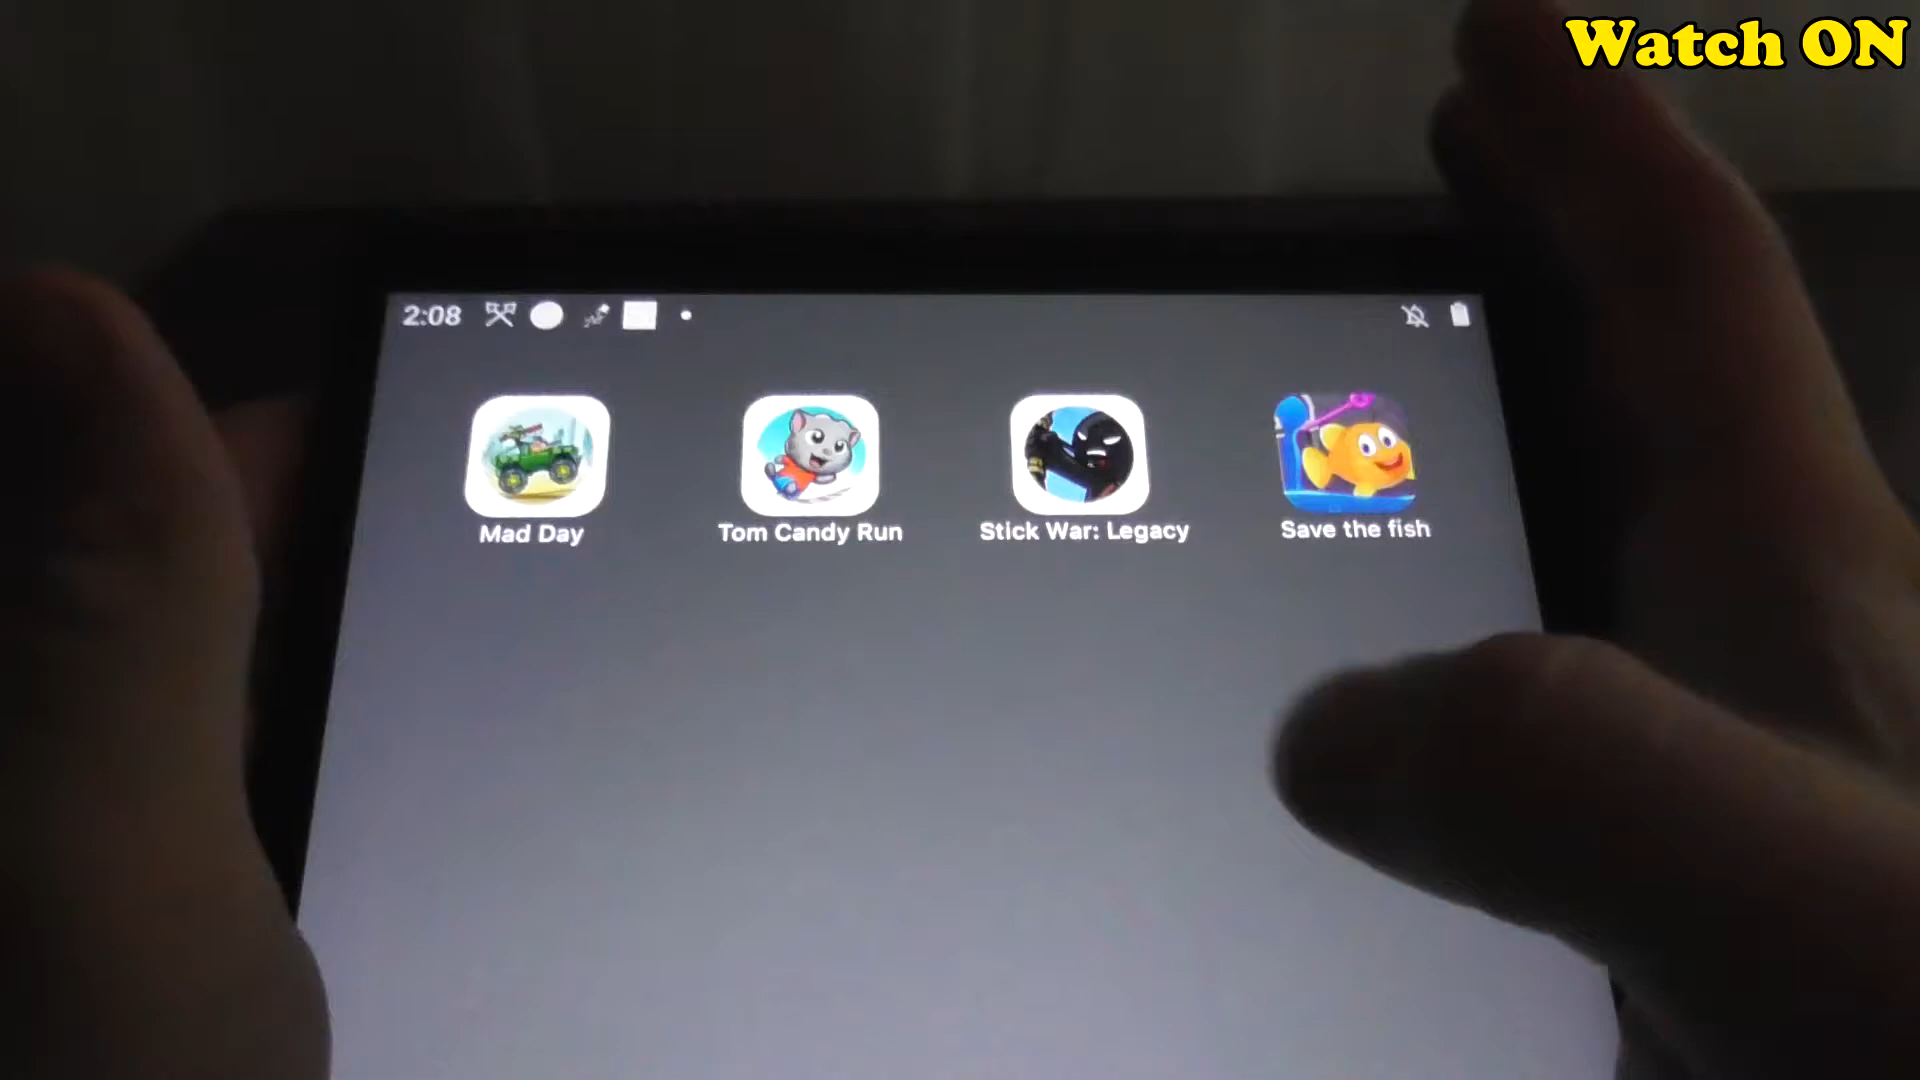 Watch ON
2:08
Mad Day
Tom Candy Run
Stick War: Legacy
Save the fish